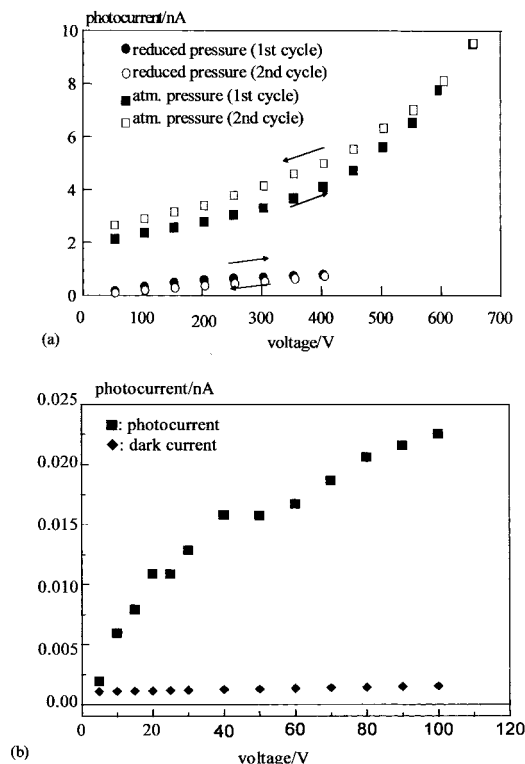 photocurrent/nA
10
8
6
4
2
0
● reduced pressure (1st cycle)
○ reduced pressure (2nd cycle)
■ atm. pressure (1st cycle)
□ atm. pressure (2nd cycle)
0 100 200 300 400 500 600 700
(a)
voltage/V
photocurrent/nA
0.025
0.020
0.015
0.010
0.005
0.00
■: photocurrent
◆: dark current
0 20 40 60 80 100 120
(b)
voltage/V